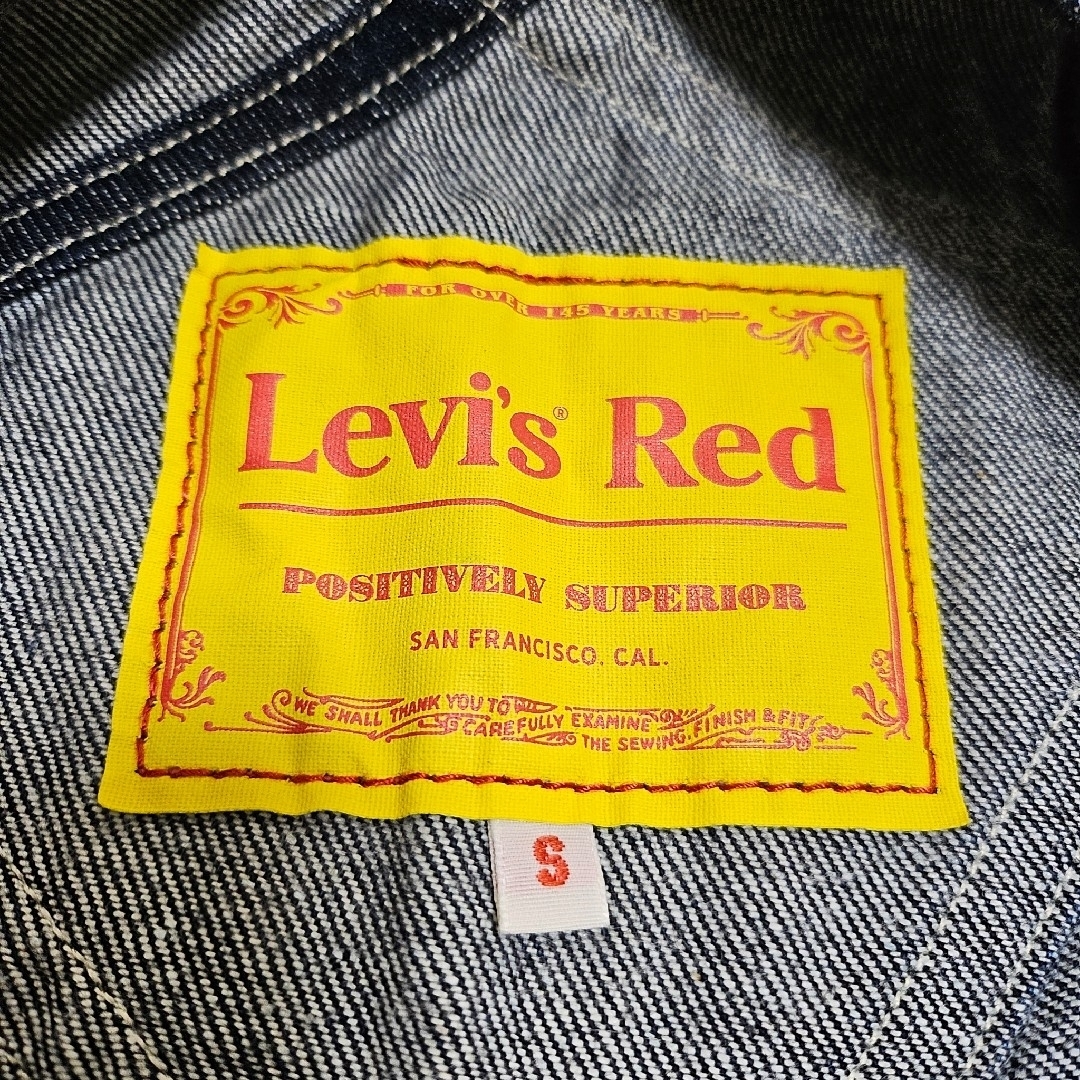 FOR OVER 145 YEARS
Levi's® Red
POSITIVELY SUPERIOR
SAN FRANCISCO, CAL.
WE SHALL THANK YOU TO
CAREFULLY EXAMINE
THE SEWING, FINISH & FIT
S